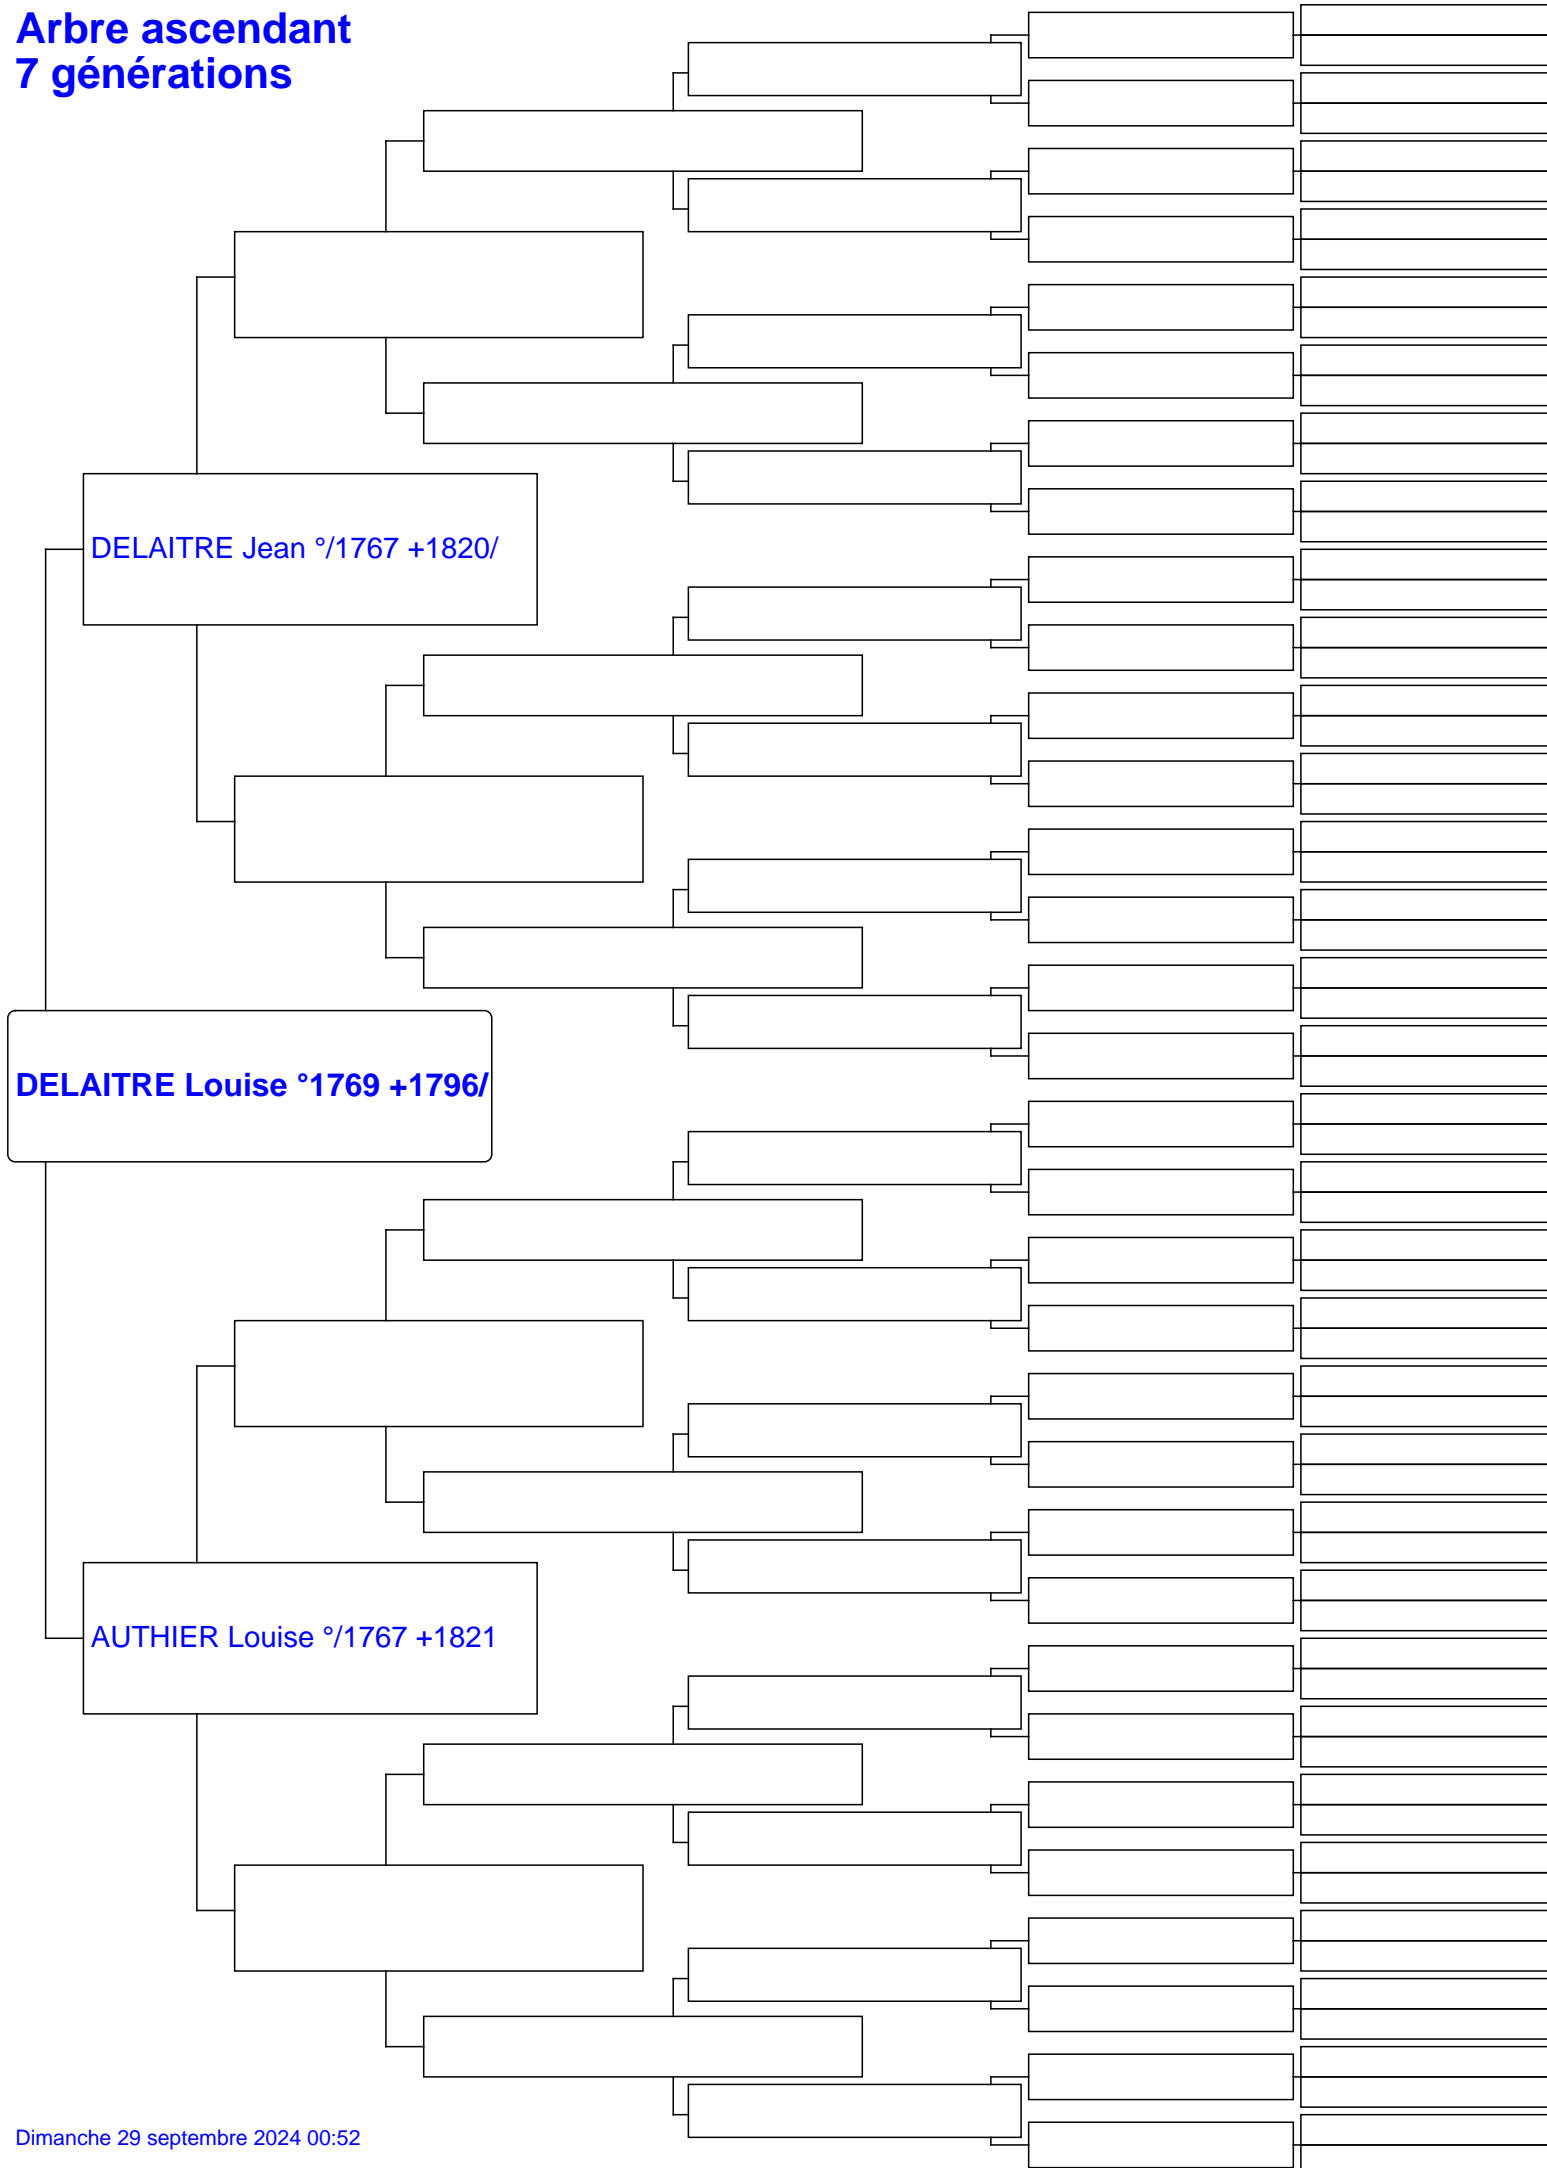 Arbre ascendant
7 générations
DELAITRE Jean °/1767 +1820/
DELAITRE Louise °1769 +1796/
AUTHIER Louise °/1767 +1821
Dimanche 29 septembre 2024 00:52